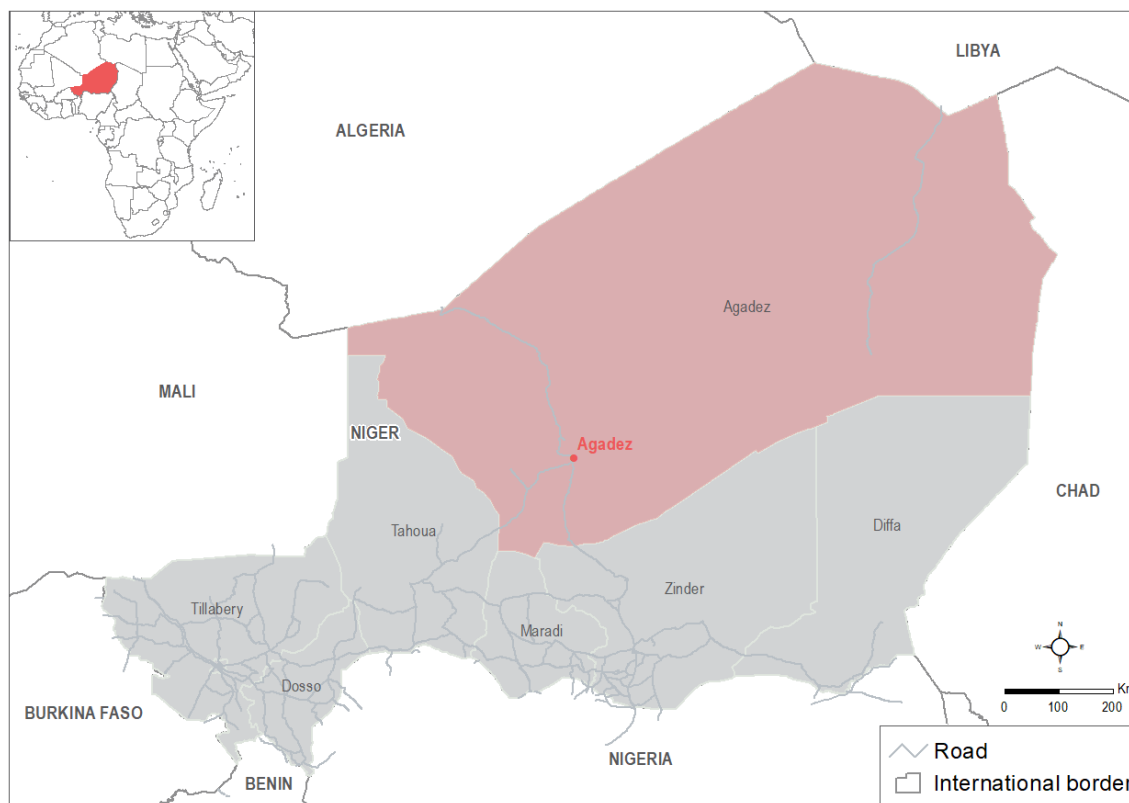 LIBYA
ALGERIA
Agadez
MALI
NIGER
Agadez
CHAD
Tahoua
Diffa
Zinder
Tillabery
Maradi
Dosso
BURKINA FASO
NIGERIA
BENIN
N
W E
S
Km
0 100 200
Road
International border